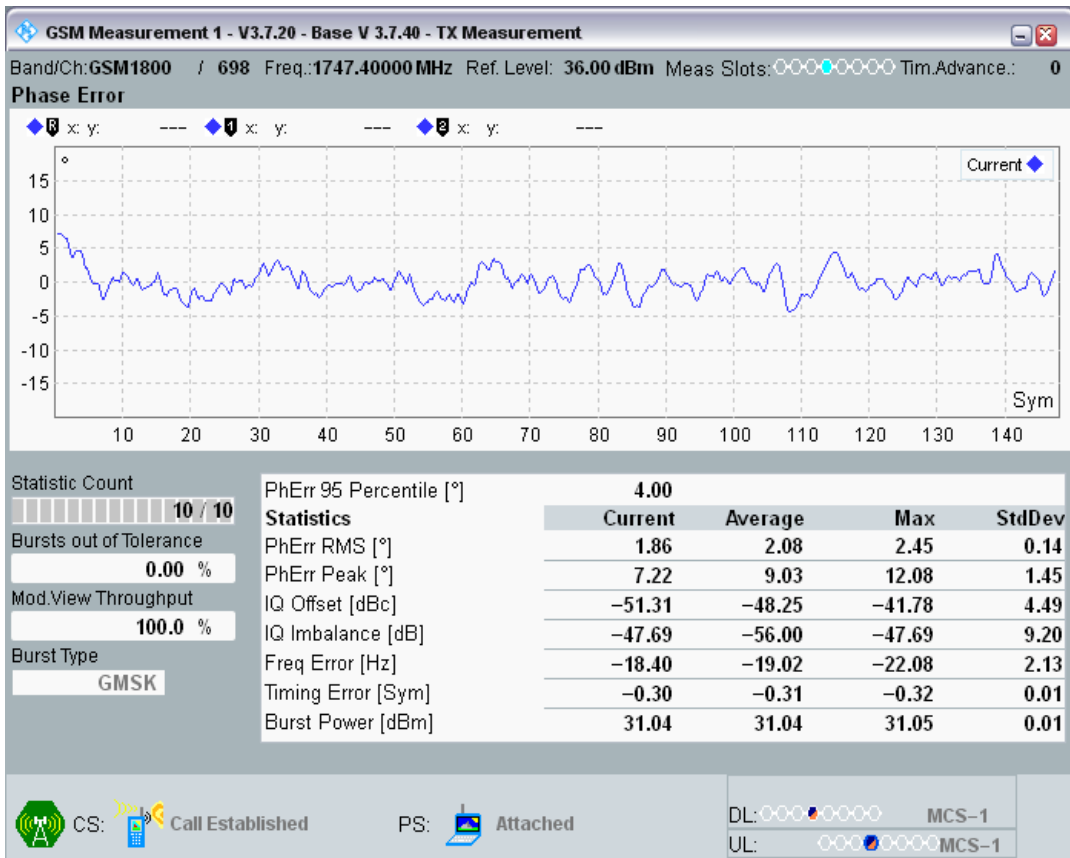 GSM Measurement 1 - V3.7.20 - Base V 3.7.40 - TX Measurement
Band/Ch:GSM1800 / 698 Freq.:1747.40000 MHz Ref. Level: 36.00 dBm Meas Slots: Tim.Advance.: 0
Phase Error
R x: y: --- 1 x: y: --- 2 x: y: ---
°
Current
15
10
5
0
-5
-10
-15
Sym
10 20 30 40 50 60 70 80 90 100 110 120 130 140
Statistic Count
10 / 10
Bursts out of Tolerance
0.00 %
Mod.View Throughput
100.0 %
Burst Type
GMSK
PhErr 95 Percentile [°] 4.00
Statistics Current Average Max StdDev
PhErr RMS [°] 1.86 2.08 2.45 0.14
PhErr Peak [°] 7.22 9.03 12.08 1.45
IQ Offset [dBc] −51.31 −48.25 −41.78 4.49
IQ Imbalance [dB] −47.69 −56.00 −47.69 9.20
Freq Error [Hz] −18.40 −19.02 −22.08 2.13
Timing Error [Sym] −0.30 −0.31 −0.32 0.01
Burst Power [dBm] 31.04 31.04 31.05 0.01
CS: Call Established PS: Attached
DL: MCS−1
UL: MCS−1